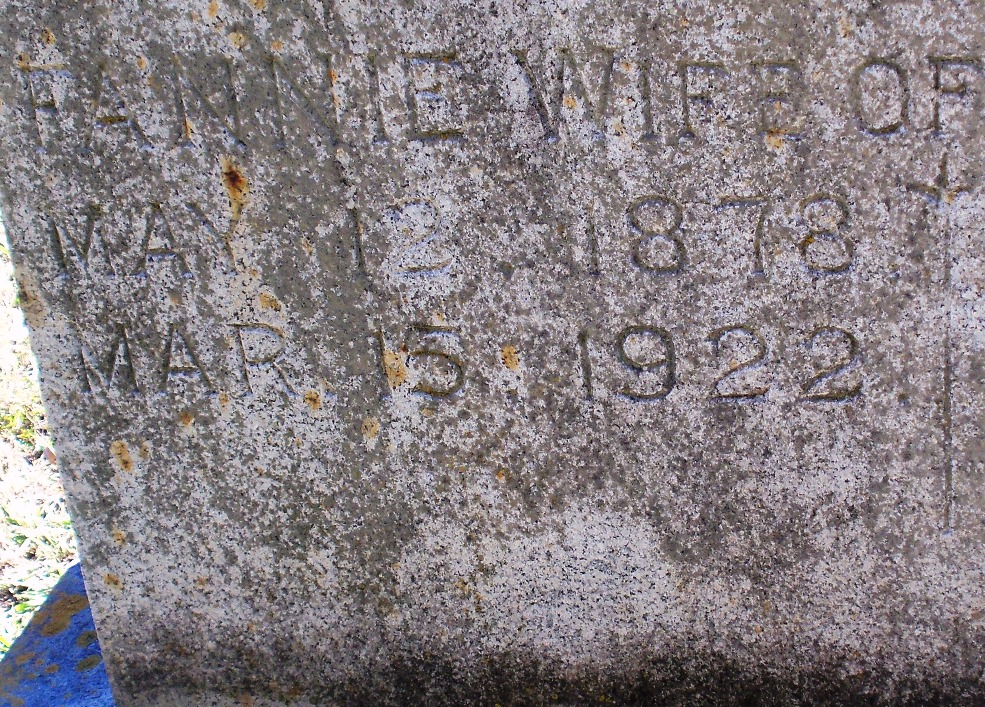 FANNIE WIFE OF
MAY 12. 1878.
MAR. 15. 1922.